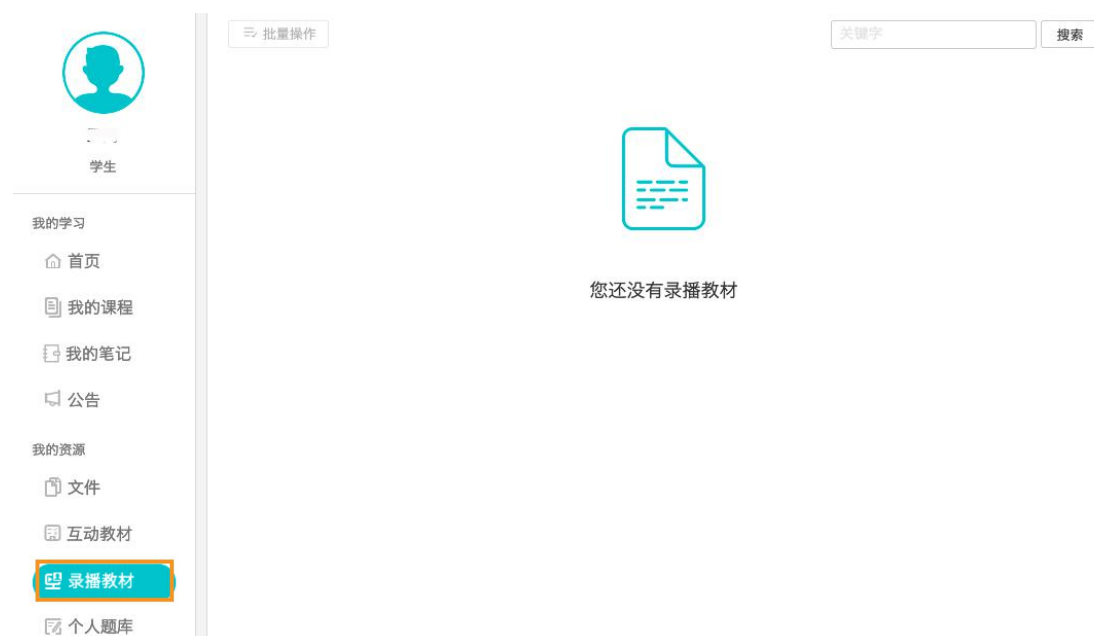 批量操作
关键字
搜索
学生
我的学习
首页
我的课程
我的笔记
公告
我的资源
文件
互动教材
录播教材
个人题库
您还没有录播教材